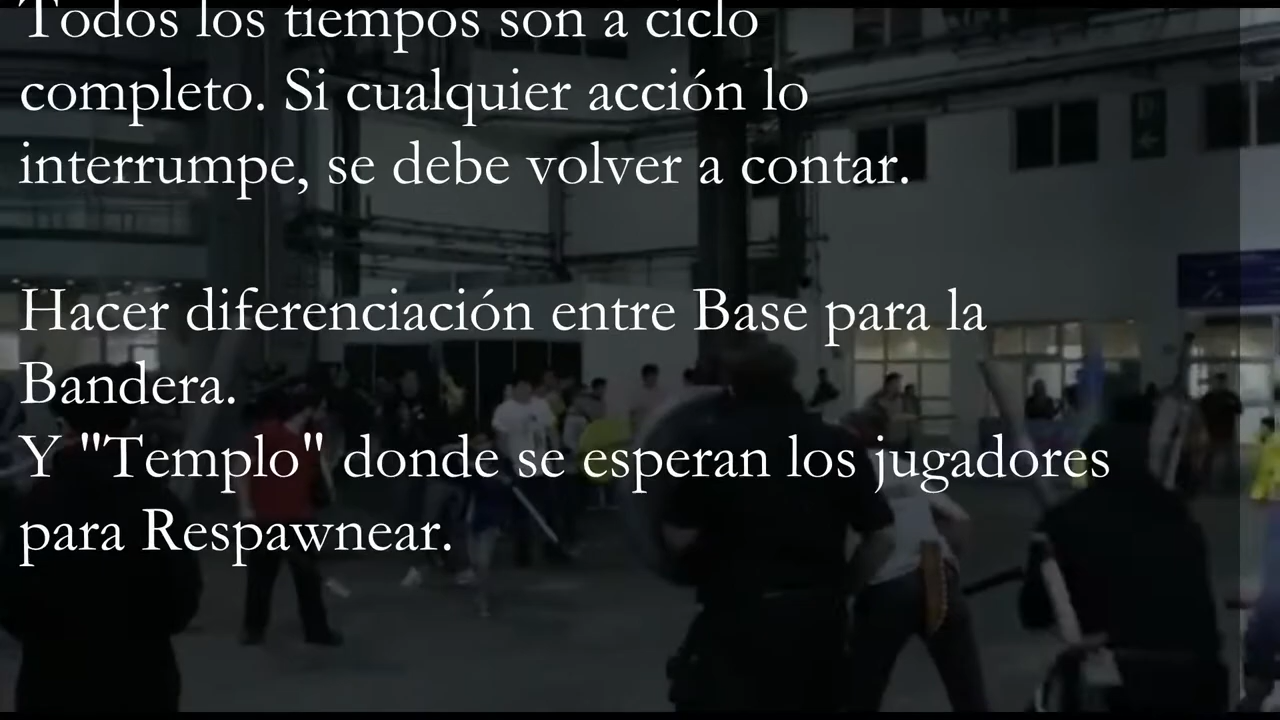 Todos los tiempos son a ciclo
completo. Si cualquier acción lo
interrumpe, se debe volver a contar.
Hacer diferenciación entre Base para la
Bandera.
Y "Templo" donde se esperan los jugadores
para Respawnear.